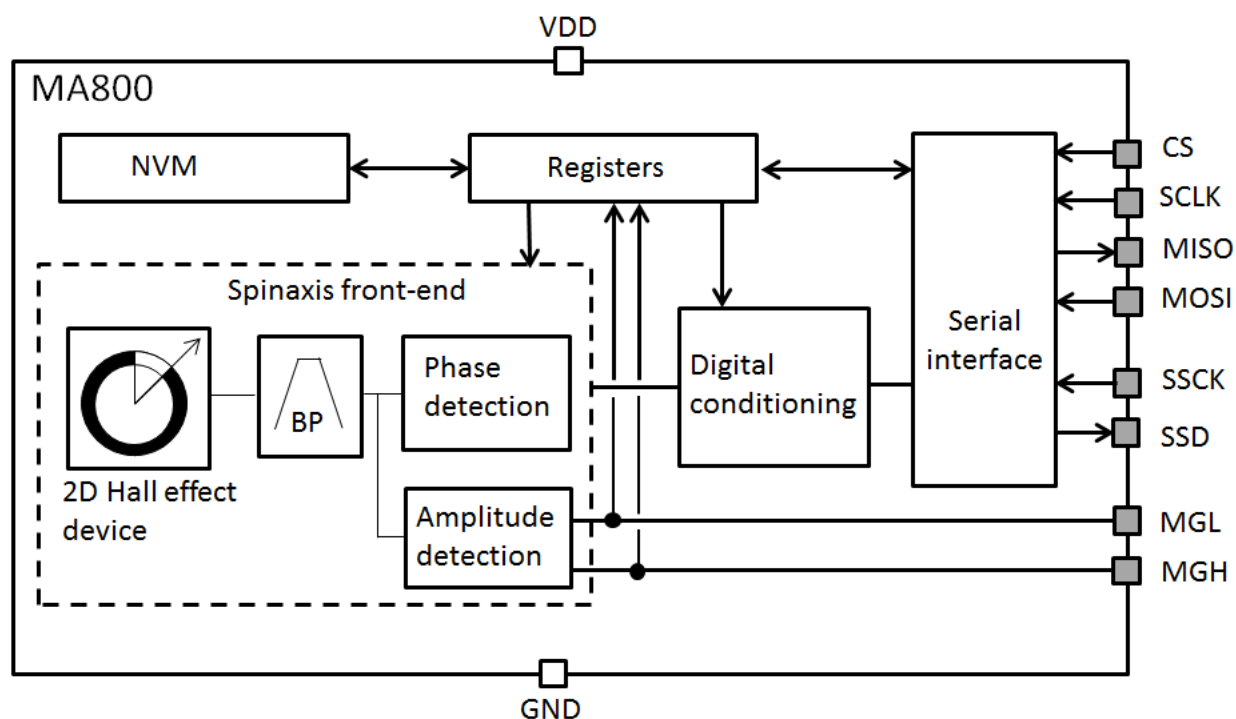 VDD
MA800
NVM
Registers
CS
SCLK
MISO
MOSI
SSCK
SSD
MGL
MGH
Serial
interface
Spinaxis front-end
Phase
detection
BP
Digital
conditioning
2D Hall effect
device
Amplitude
detection
GND